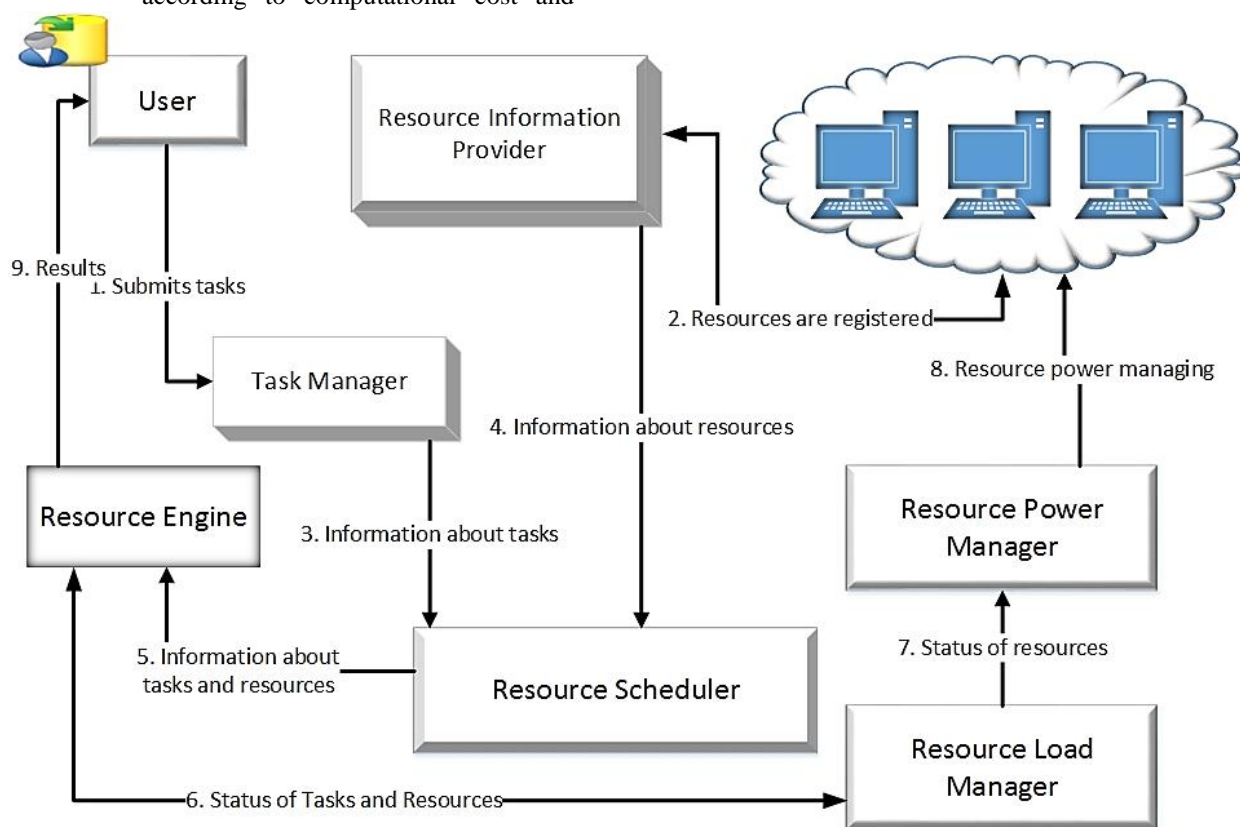 according to computational cost and
User
Resource Information
Provider
9. Results
1. Submits tasks
2. Resources are registered
Task Manager
8. Resource power managing
4. Information about resources
Resource Engine
Resource Power
Manager
3. Information about tasks
5. Information about
tasks and resources
7. Status of resources
Resource Scheduler
Resource Load
Manager
6. Status of Tasks and Resources